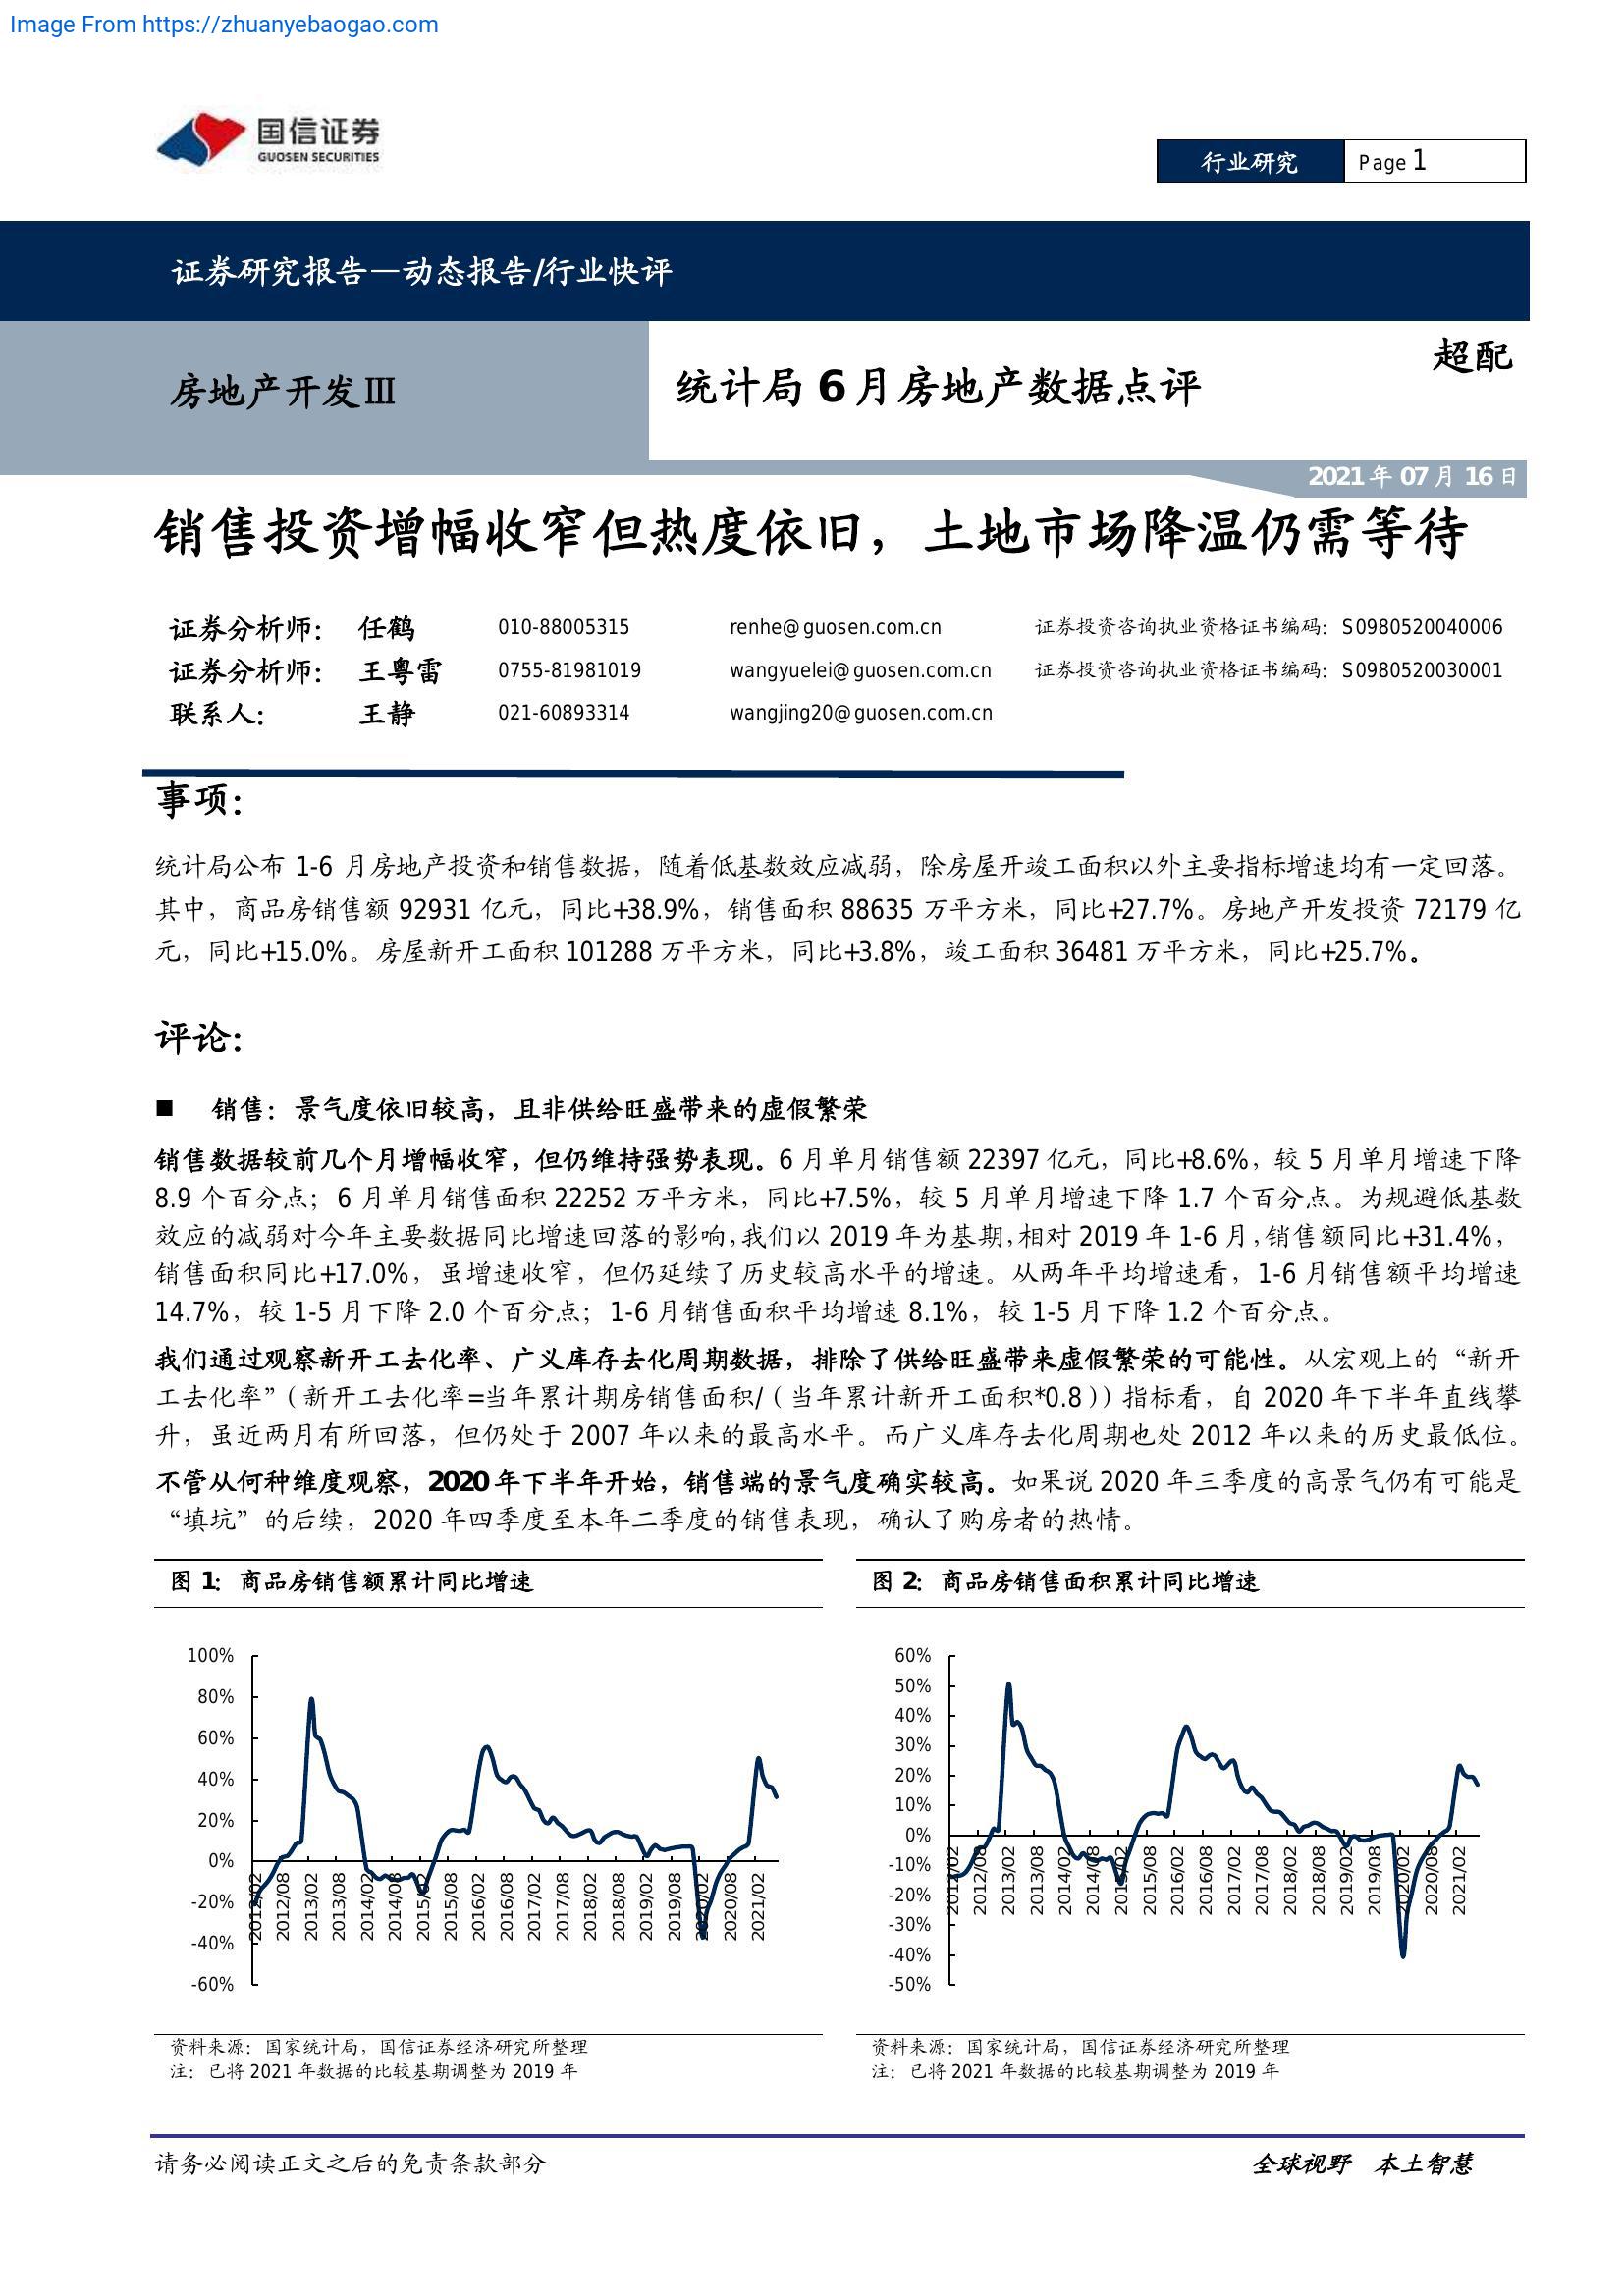 Image From https://zhuanyebaogao.com
国信证券
GUOSEN SECURITIES
行业研究
Page 1
证券研究报告—动态报告/行业快评
超配
房地产开发Ⅲ
统计局 6 月房地产数据点评
2021 年 07 月 16 日
销售投资增幅收窄但热度依旧，土地市场降温仍需等待
证券分析师： 任鹤 010-88005315 renhe@guosen.com.cn 证券投资咨询执业资格证书编码：S0980520040006
证券分析师： 王粤雷 0755-81981019 wangyuelei@guosen.com.cn 证券投资咨询执业资格证书编码：S0980520030001
联系人： 王静 021-60893314 wangjing20@guosen.com.cn
事项：
统计局公布 1-6 月房地产投资和销售数据，随着低基数效应减弱，除房屋开竣工面积以外主要指标增速均有一定回落。
其中，商品房销售额 92931 亿元，同比+38.9%，销售面积 88635 万平方米，同比+27.7%。房地产开发投资 72179 亿
元，同比+15.0%。房屋新开工面积 101288 万平方米，同比+3.8%，竣工面积 36481 万平方米，同比+25.7%。
评论：
■ 销售：景气度依旧较高，且非供给旺盛带来的虚假繁荣
销售数据较前几个月增幅收窄，但仍维持强势表现。6 月单月销售额 22397 亿元，同比+8.6%，较 5 月单月增速下降
8.9 个百分点；6 月单月销售面积 22252 万平方米，同比+7.5%，较 5 月单月增速下降 1.7 个百分点。为规避低基数
效应的减弱对今年主要数据同比增速回落的影响，我们以 2019 年为基期，相对 2019 年 1-6 月，销售额同比+31.4%，
销售面积同比+17.0%，虽增速收窄，但仍延续了历史较高水平的增速。从两年平均增速看，1-6 月销售额平均增速
14.7%，较 1-5 月下降 2.0 个百分点；1-6 月销售面积平均增速 8.1%，较 1-5 月下降 1.2 个百分点。
我们通过观察新开工去化率、广义库存去化周期数据，排除了供给旺盛带来虚假繁荣的可能性。从宏观上的“新开
工去化率”（新开工去化率=当年累计期房销售面积/（当年累计新开工面积*0.8））指标看，自 2020 年下半年直线攀
升，虽近两月有所回落，但仍处于 2007 年以来的最高水平。而广义库存去化周期也处 2012 年以来的历史最低位。
不管从何种维度观察，2020 年下半年开始，销售端的景气度确实较高。如果说 2020 年三季度的高景气仍有可能是
“填坑”的后续，2020 年四季度至本年二季度的销售表现，确认了购房者的热情。
图 1：商品房销售额累计同比增速
100%
80%
60%
40%
20%
0%
-20%
-40%
-60%
2012/02
2012/08
2013/02
2013/08
2014/02
2014/08
2015/02
2015/08
2016/02
2016/08
2017/02
2017/08
2018/02
2018/08
2019/02
2019/08
2020/02
2020/08
2021/02
资料来源：国家统计局，国信证券经济研究所整理
注：已将 2021 年数据的比较基期调整为 2019 年
图 2：商品房销售面积累计同比增速
60%
50%
40%
30%
20%
10%
0%
-10%
-20%
-30%
-40%
-50%
2012/02
2012/08
2013/02
2013/08
2014/02
2014/08
2015/02
2015/08
2016/02
2016/08
2017/02
2017/08
2018/02
2018/08
2019/02
2019/08
2020/02
2020/08
2021/02
资料来源：国家统计局，国信证券经济研究所整理
注：已将 2021 年数据的比较基期调整为 2019 年
请务必阅读正文之后的免责条款部分
全球视野 本土智慧